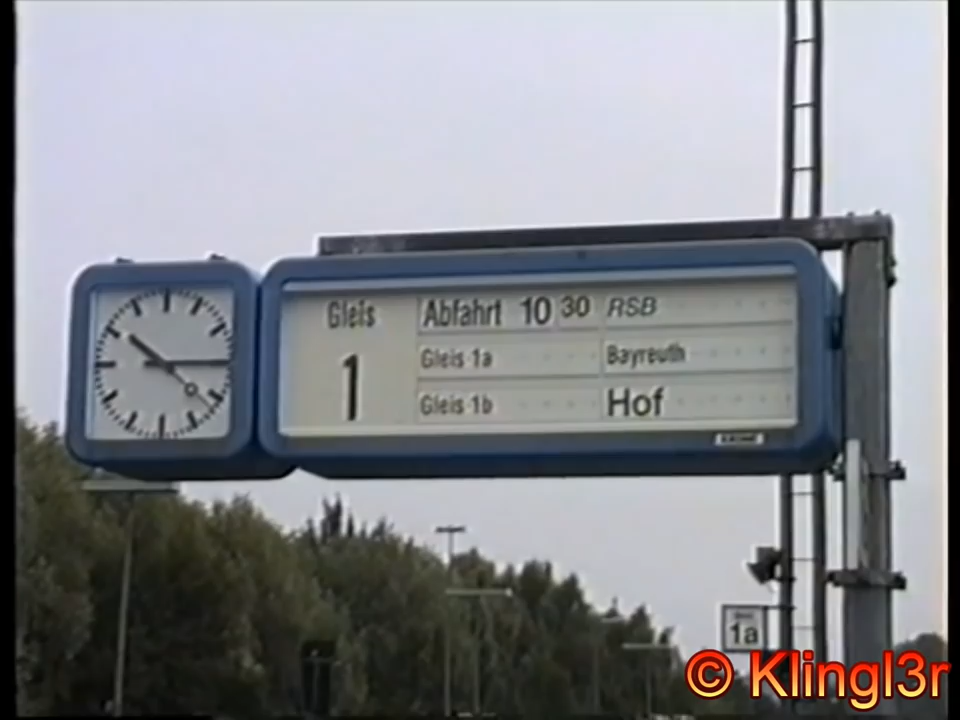 Gleis
1
Abfahrt 10 30 RSB
Gleis 1a Bayreuth
Gleis 1b Hof
1a
© Klingl3r